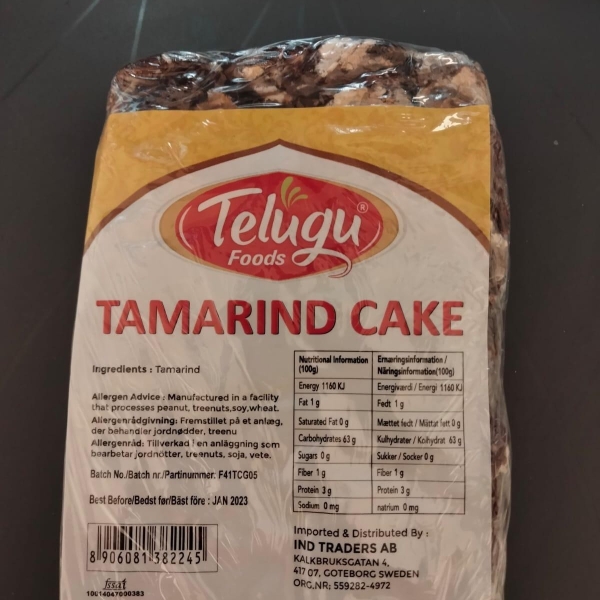 Telugu®
Foods
TAMARIND CAKE
Ingredients : Tamarind
Allergen Advice : Manufactured in a facility
that processes peanut, treenuts,soy,wheat.
Allergenrådgivning: Fremstillet på et anlæg,
der behandler jordnødder, treenu
Allergenråd: Tillverkad i en anläggning som
bearbetar jordnötter, treenuts, soja, vete.
Batch No./Batch nr./Partinummer: F41TCG05
Best Before/Bedst før/Bäst före : JAN 2023
8 906081 382245
fssai
10014047000383
Nutritional Information
(100g)
Energy 1160 KJ
Fat 1 g
Saturated Fat 0 g
Carbohydrates 63 g
Sugars 0 g
Fiber 1 g
Protein 3 g
Sodium 0 mg
Ernæringsinformation /
Näringsinformation(100g)
Energiværdi / Energi 1160 KJ
Fedt 1 g
Mættet fedt / Mättat fett 0 g
Kulhydrater / Kolhydrat 63 g
Sukker / Socker 0 g
Fiber 1 g
Protein 3 g
natrium 0 mg
Imported & Distributed By :
IND TRADERS AB
KALKBRUKSGATAN 4,
417 07, GOTEBORG SWEDEN
ORG.NR: 559282-4972